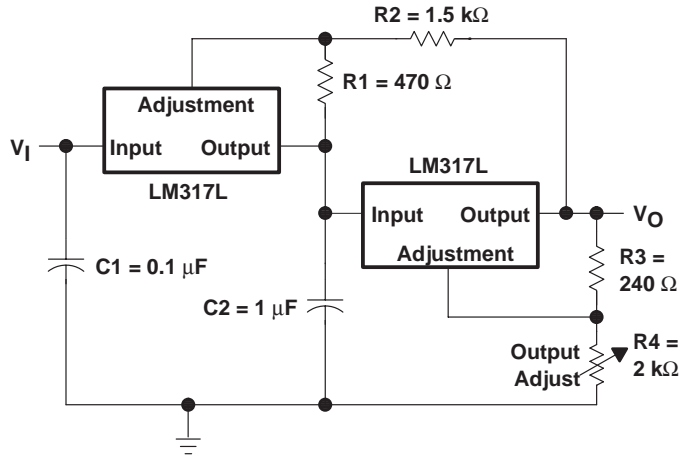 R2 = 1.5 kΩ
R1 = 470 Ω
Adjustment
VI
Input
Output
LM317L
LM317L
Input
Output
VO
Adjustment
R3 =
240 Ω
C1 = 0.1 μF
C2 = 1 μF
Output
Adjust
R4 =
2 kΩ